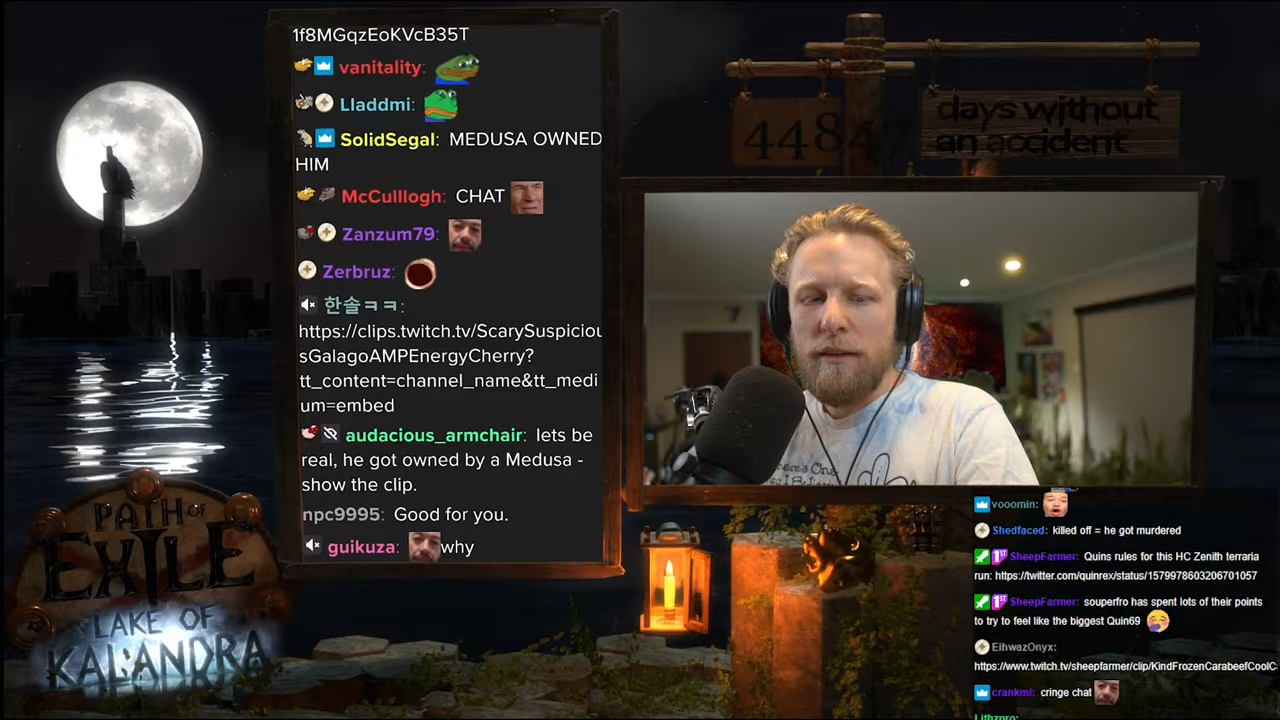 1f8MGqzEoKVcB35T
vanitality:
Lladdmi:
SolidSegal: MEDUSA OWNED
HIM
McCulllogh: CHAT
Zanzum79:
Zerbruz:
한솔ㅋㅋ:
https://clips.twitch.tv/ScarySuspiciou
sGalagoAMPEnergyCherry?
tt_content=channel_name&tt_medi
um=embed
audacious_armchair: lets be
real, he got owned by a Medusa -
show the clip.
npc9995: Good for you.
guikuza: why
PATH OF
EXILE
LAKE OF
KALANDRA
days without
an accident
vooomin:
Shedfaced: killed off = he got murdered
SheepFarmer: Quins rules for this HC Zenith terraria
run: https://twitter.com/quinrex/status/1579978603206701057
SheepFarmer: souperfro has spent lots of their points
to try to feel like the biggest Quin69
EihwazOnyx:
https://www.twitch.tv/sheepfarmer/clip/KindFrozenCarabeefCoolC
crankmi: cringe chat
Lithzpro: